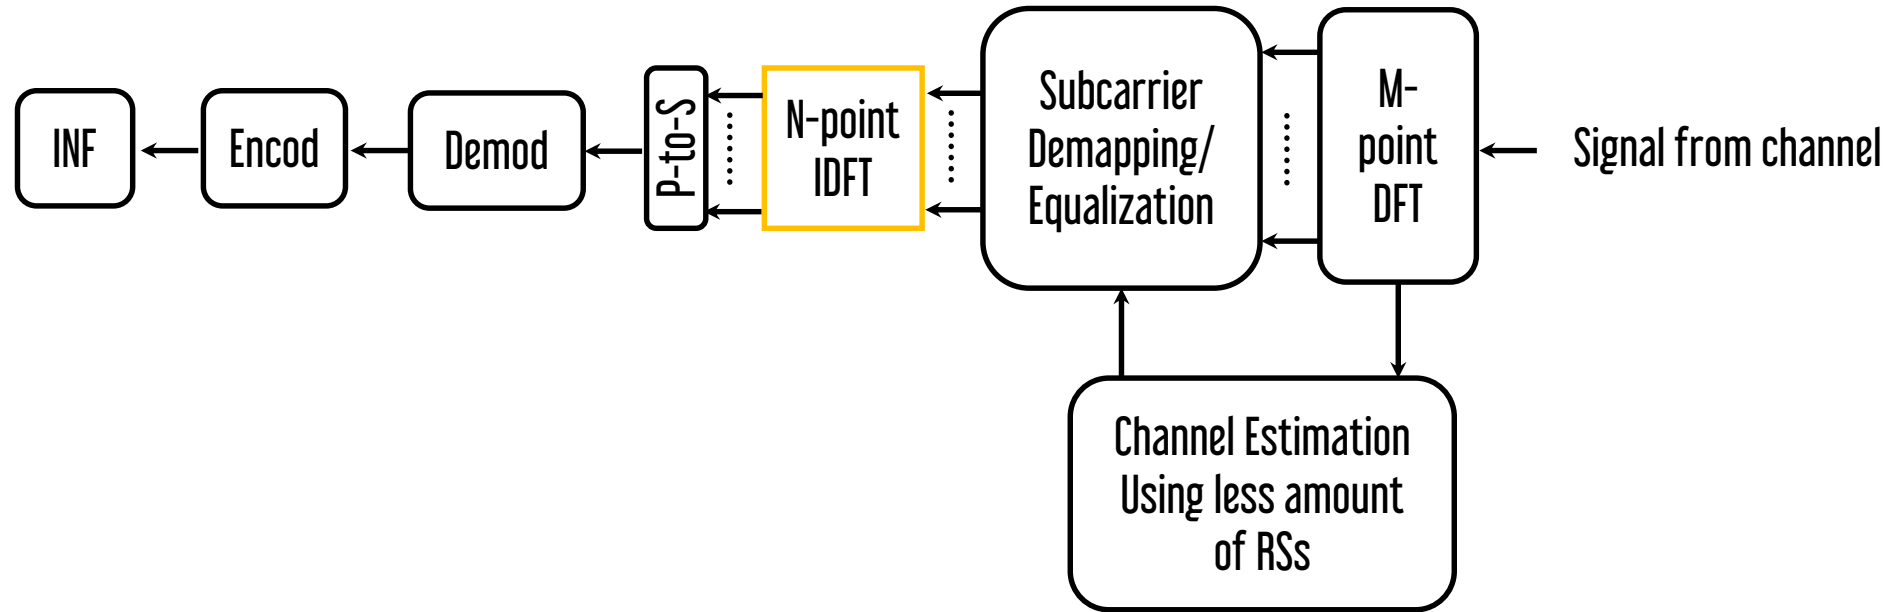 INF
Encod
Demod
P-to-S
N-point
IDFT
Subcarrier
Demapping/
Equalization
M-
point
DFT
Signal from channel
Channel Estimation
Using less amount
of RSs